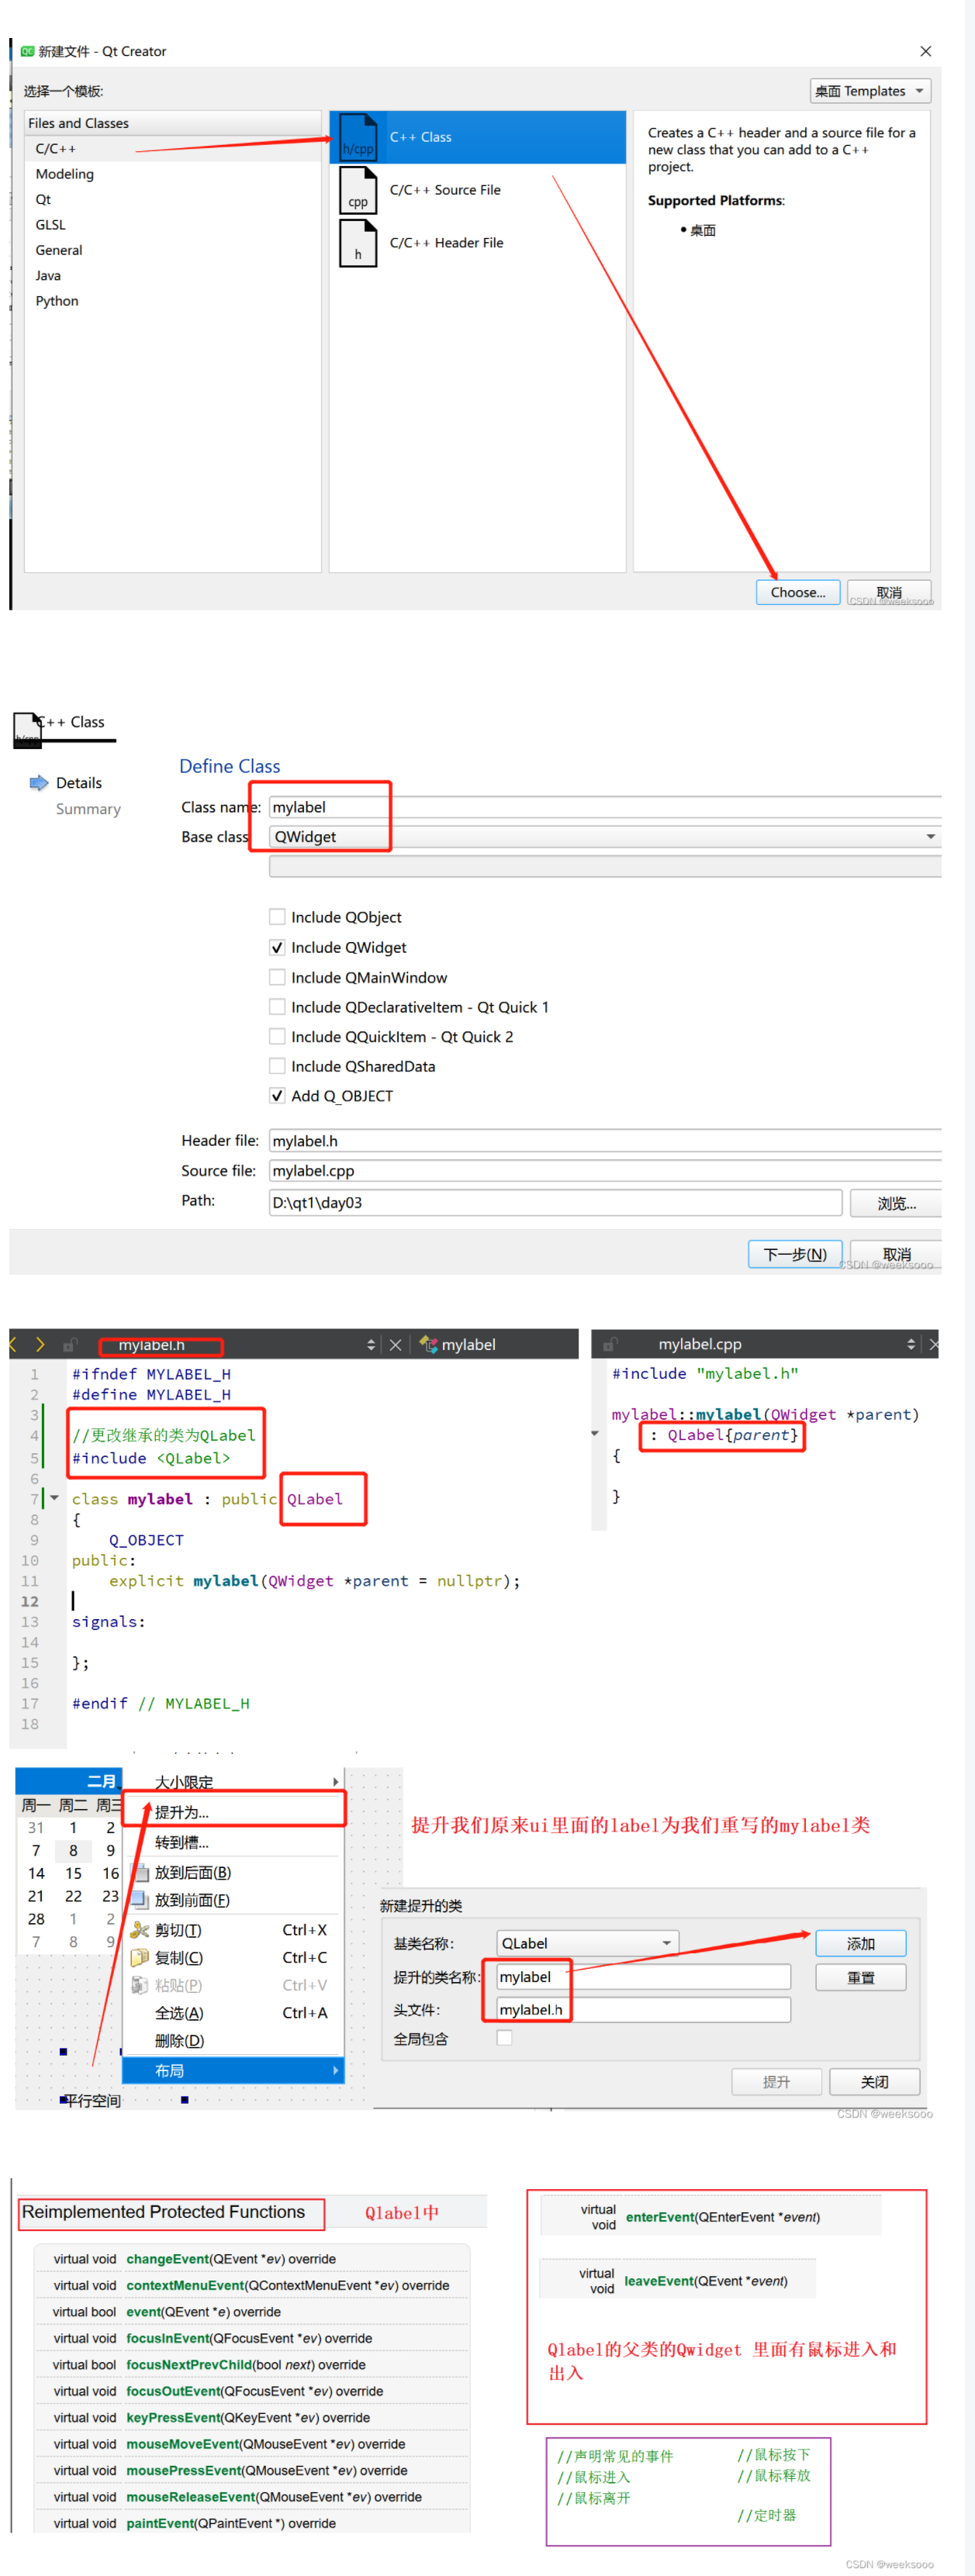 新建文件 - Qt Creator
选择一个模板:
桌面 Templates
Files and Classes
C/C++
Modeling
Qt
GLSL
General
Java
Python
h/cpp
C++ Class
cpp
C/C++ Source File
h
C/C++ Header File
Creates a C++ header and a source file for a
new class that you can add to a C++
project.
Supported Platforms:
• 桌面
Choose...
取消
CSDN @weeksooo
C++ Class
Details
Summary
Define Class
Class name: mylabel
Base class QWidget
Include QObject
Include QWidget
Include QMainWindow
Include QDeclarativeItem - Qt Quick 1
Include QQuickItem - Qt Quick 2
Include QSharedData
Add Q_OBJECT
Header file: mylabel.h
Source file: mylabel.cpp
Path: D:\qt1\day03
浏览...
下一步(N)
取消
CSDN @weeksooo
mylabel.h
mylabel
1 #ifndef MYLABEL_H
2 #define MYLABEL_H
3
4 //更改继承的类为QLabel
5 #include <QLabel>
6
7 class mylabel : public QLabel
8 {
9 Q_OBJECT
10 public:
11 explicit mylabel(QWidget *parent = nullptr);
12
13 signals:
14
15 };
16
17 #endif // MYLABEL_H
18
mylabel.cpp
#include "mylabel.h"
mylabel::mylabel(QWidget *parent)
: QLabel{parent}
{
}
二月
周一 周二 周三
31 1 2
7 8 9
14 15 16
21 22 23
28 1 2
7 8 9
平行空间
大小限定
提升为...
转到槽...
放到后面(B)
放到前面(F)
剪切(T) Ctrl+X
复制(C) Ctrl+C
粘贴(P) Ctrl+V
全选(A) Ctrl+A
删除(D)
布局
提升我们原来ui里面的label为我们重写的mylabel类
新建提升的类
基类名称: QLabel
添加
提升的类名称: mylabel
重置
头文件: mylabel.h
全局包含
提升
关闭
CSDN @weeksooo
Reimplemented Protected Functions
Qlabel中
virtual void changeEvent(QEvent *ev) override
virtual void contextMenuEvent(QContextMenuEvent *ev) override
virtual bool event(QEvent *e) override
virtual void focusInEvent(QFocusEvent *ev) override
virtual bool focusNextPrevChild(bool next) override
virtual void focusOutEvent(QFocusEvent *ev) override
virtual void keyPressEvent(QKeyEvent *ev) override
virtual void mouseMoveEvent(QMouseEvent *ev) override
virtual void mousePressEvent(QMouseEvent *ev) override
virtual void mouseReleaseEvent(QMouseEvent *ev) override
virtual void paintEvent(QPaintEvent *) override
virtual
void enterEvent(QEnterEvent *event)
virtual
void leaveEvent(QEvent *event)
Qlabel的父类的Qwidget 里面有鼠标进入和
出入
//声明常见的事件
//鼠标进入
//鼠标离开
//鼠标按下
//鼠标释放
//定时器
CSDN @weeksooo